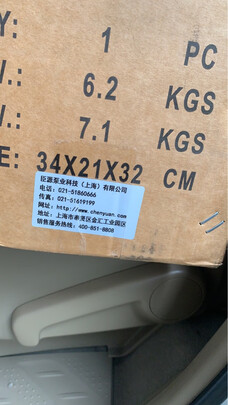 : 1 PC
.: 6.2 KGS
.: 7.1 KGS
E: 34X21X32 CM
臣源泵业科技（上海）有限公司
电话：021-51860666
传真：021-51619199
网址：http://www.chenyuan.com
地址：上海市奉贤区金汇工业园区
销售服务热线：400-851-8808